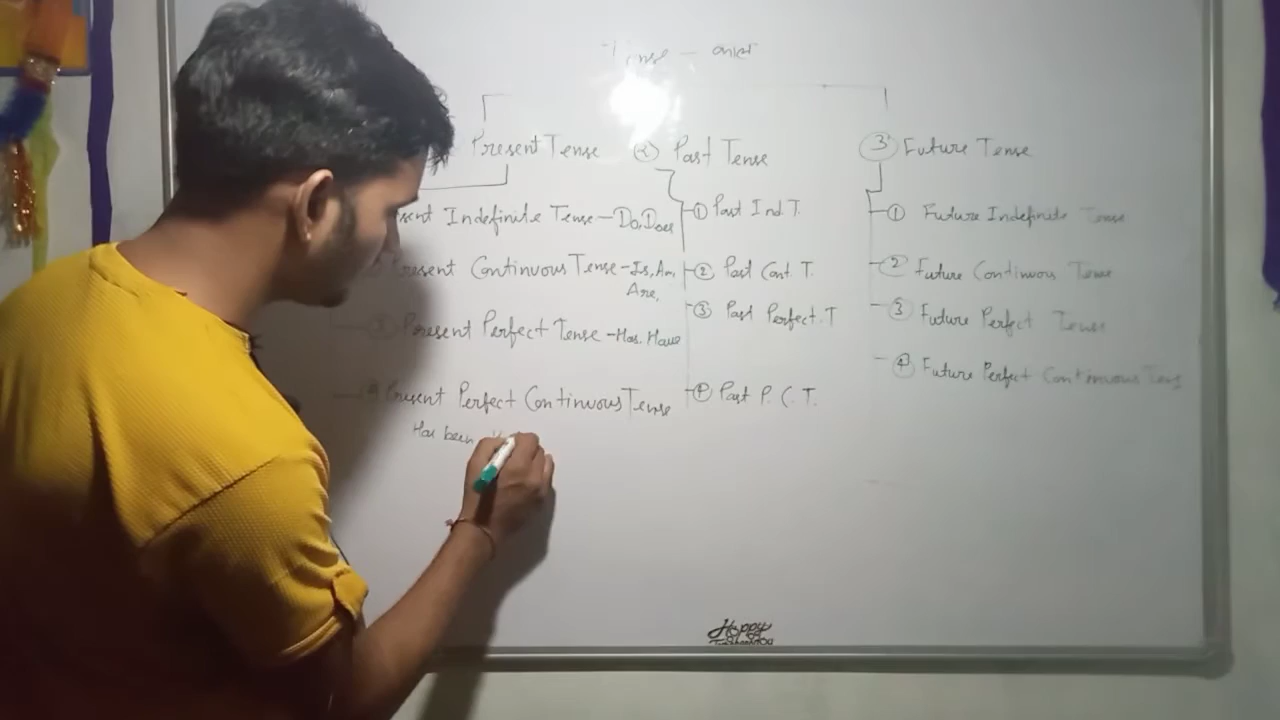 Tense - काल
Present Tense
Indefinite Tense - Do, Does
Present Continuous Tense - Is, Am,
Are,
Present Perfect Tense - Has. Have
④ Present Perfect Continuous Tense
Has been
② Past Tense
① Past Ind. T.
② Past Cont. T.
③ Past Perfect. T
④ Past P. C. T.
③ Future Tense
① Future Indefinite Tense
② Future Continuous Tense
③ Future Perfect Tense
④ Future Perfect Continuous Tens
Happy